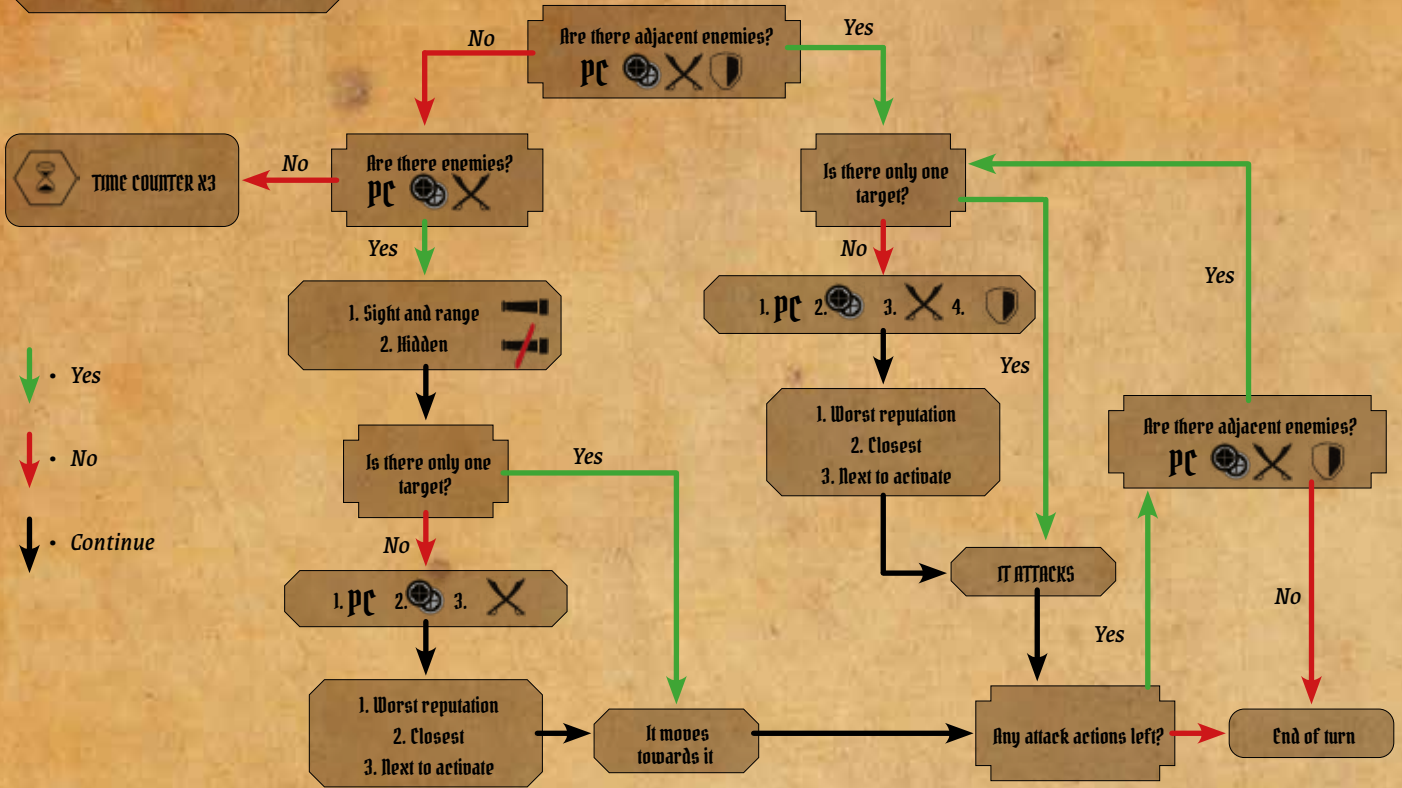 Are there adjacent enemies?
PC
No
Yes
TIME COUNTER X3
No
Are there enemies?
PC
Is there only one
target?
Yes
No
Yes
1. Sight and range
2. Hidden
1. PC 2. 3. 4.
Yes
No
Continue
Yes
1. Worst reputation
2. Closest
3. Next to activate
Are there adjacent enemies?
PC
Is there only one
target?
Yes
No
1. PC 2. 3.
IT ATTACKS
No
Yes
1. Worst reputation
2. Closest
3. Next to activate
It moves
towards it
Any attack actions left?
End of turn